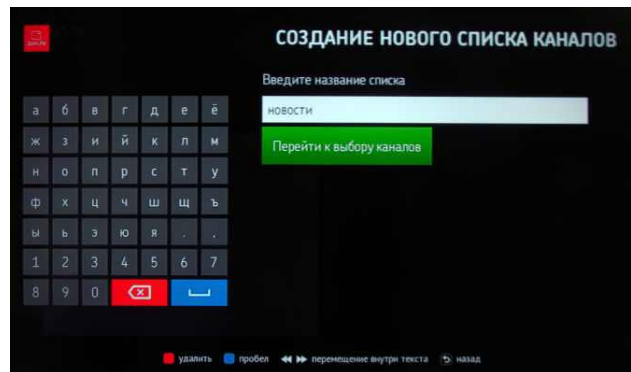 СОЗДАНИЕ НОВОГО СПИСКА КАНАЛОВ
Введите название списка
новости
Перейти к выбору каналов
а б в г д е ё
ж з и й к л м
н о п р с т у
ф х ц ч ш щ ъ
ы ь э ю я . ,
1 2 3 4 5 6 7
8 9 0
удалить пробел перемещение внутри текста назад